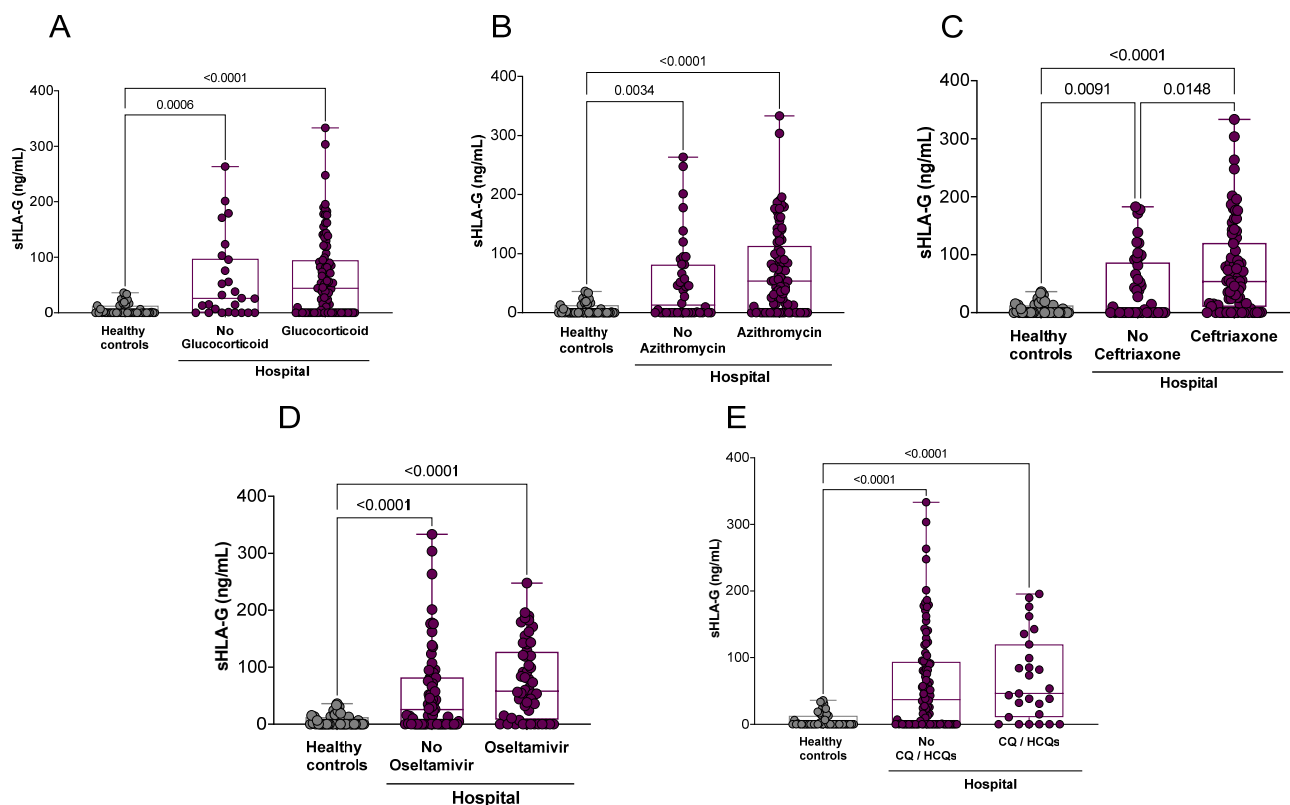 A
<0.0001
0.0006
sHLA-G (ng/mL)
400
300
200
100
0
Healthy
controls
No
Glucocorticoid
Glucocorticoid
Hospital
B
<0.0001
0.0034
sHLA-G (ng/mL)
400
300
200
100
0
Healthy
controls
No
Azithromycin
Azithromycin
Hospital
C
<0.0001
0.0091
0.0148
sHLA-G (ng/mL)
400
300
200
100
0
Healthy
controls
No
Ceftriaxone
Ceftriaxone
Hospital
D
<0.0001
<0.0001
sHLA-G (ng/mL)
400
300
200
100
0
Healthy
controls
No
Oseltamivir
Oseltamivir
Hospital
E
<0.0001
<0.0001
sHLA-G (ng/mL)
400
300
200
100
0
Healthy
controls
No
CQ / HCQs
CQ / HCQs
Hospital